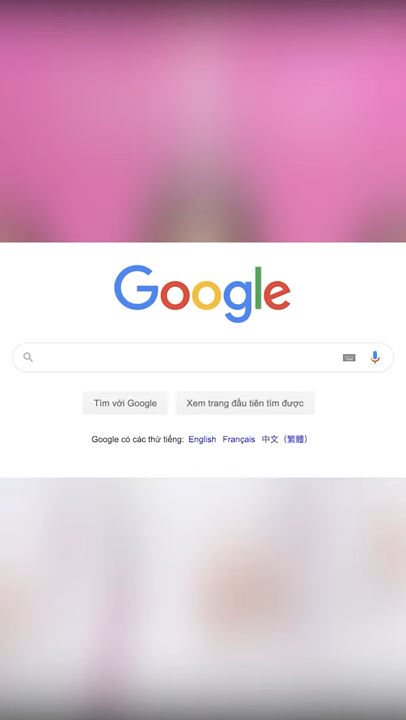 Google
Tìm với Google Xem trang đầu tiên tìm được
Google có các thứ tiếng: English Français 中文（繁體）